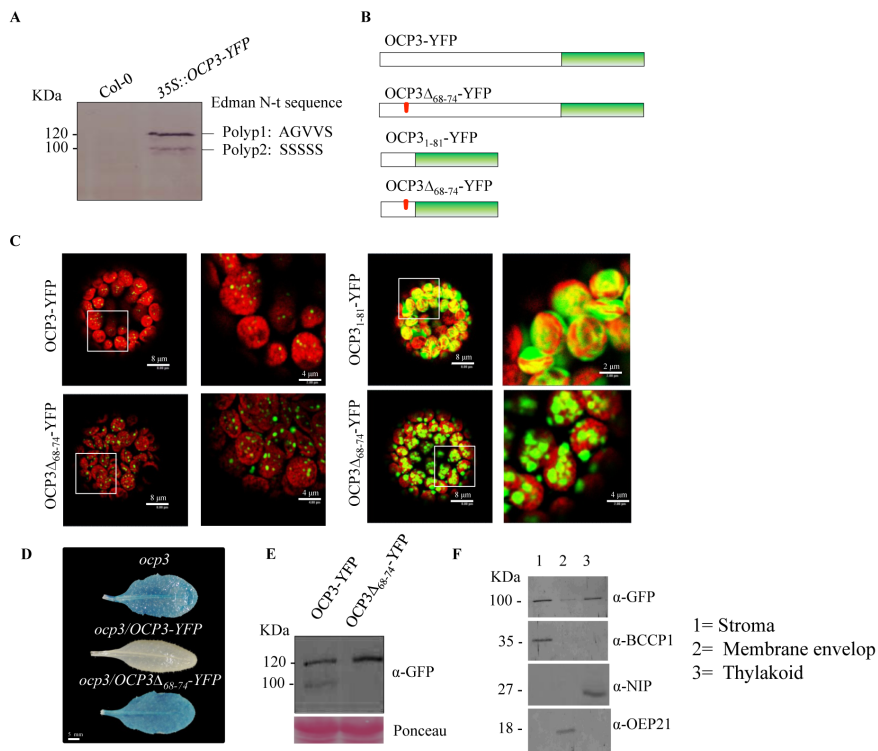 A
Col-0
35S::OCP3-YFP
KDa
Edman N-t sequence
120
Polyp1: AGVVS
100
Polyp2: SSSSS
B
OCP3-YFP
OCP3Δ68-74-YFP
OCP31-81-YFP
OCP3Δ68-74-YFP
C
OCP3-YFP
8 μm
4 μm
OCP31-81-YFP
8 μm
2 μm
OCP3Δ68-74-YFP
8 μm
4 μm
OCP3Δ68-74-YFP
8 μm
4 μm
D
ocp3
ocp3/OCP3-YFP
ocp3/OCP3Δ68-74-YFP
5 mm
E
OCP3-YFP
OCP3Δ68-74-YFP
KDa
120
100
α-GFP
Ponceau
F
1 2 3
KDa
100 - α-GFP
35 - α-BCCP1
27 - α-NIP
18 - α-OEP21
1= Stroma
2= Membrane envelop
3= Thylakoid